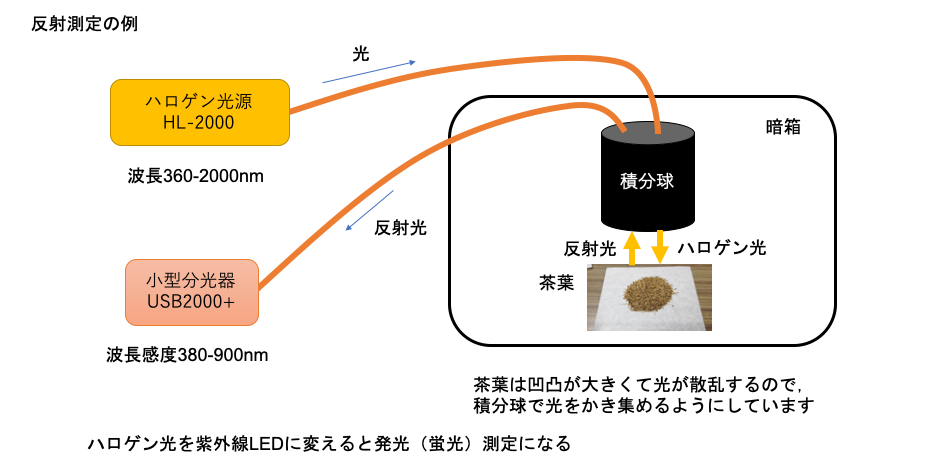 反射測定の例
光
ハロゲン光源
HL-2000
暗箱
波長360-2000nm
積分球
反射光
反射光
ハロゲン光
茶葉
小型分光器
USB2000+
波長感度380-900nm
茶葉は凹凸が大きくて光が散乱するので,
積分球で光をかき集めるようにしています
ハロゲン光を紫外線LEDに変えると発光（蛍光）測定になる